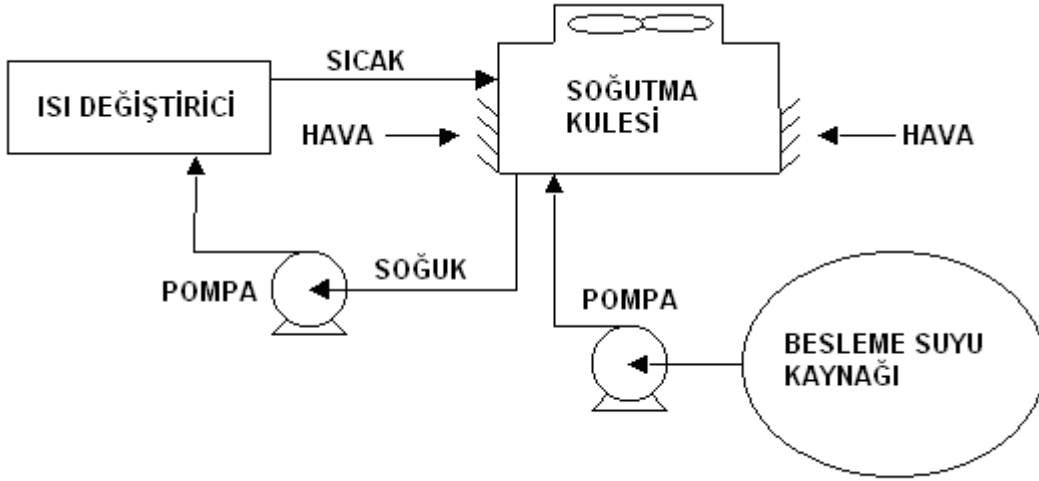 SICAK
ISI DEĞİŞTİRİCİ
SOĞUTMA
KULESİ
HAVA
HAVA
SOĞUK
POMPA
POMPA
BESLEME SUYU
KAYNAĞI